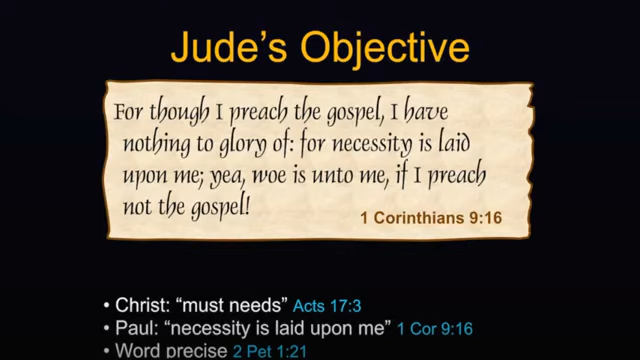 Jude's Objective
For though I preach the gospel, I have
nothing to glory of: for necessity is laid
upon me; yea, woe is unto me, if I preach
not the gospel!
1 Corinthians 9:16
• Christ: “must needs” Acts 17:3
• Paul: “necessity is laid upon me” 1 Cor 9:16
• Word precise 2 Pet 1:21